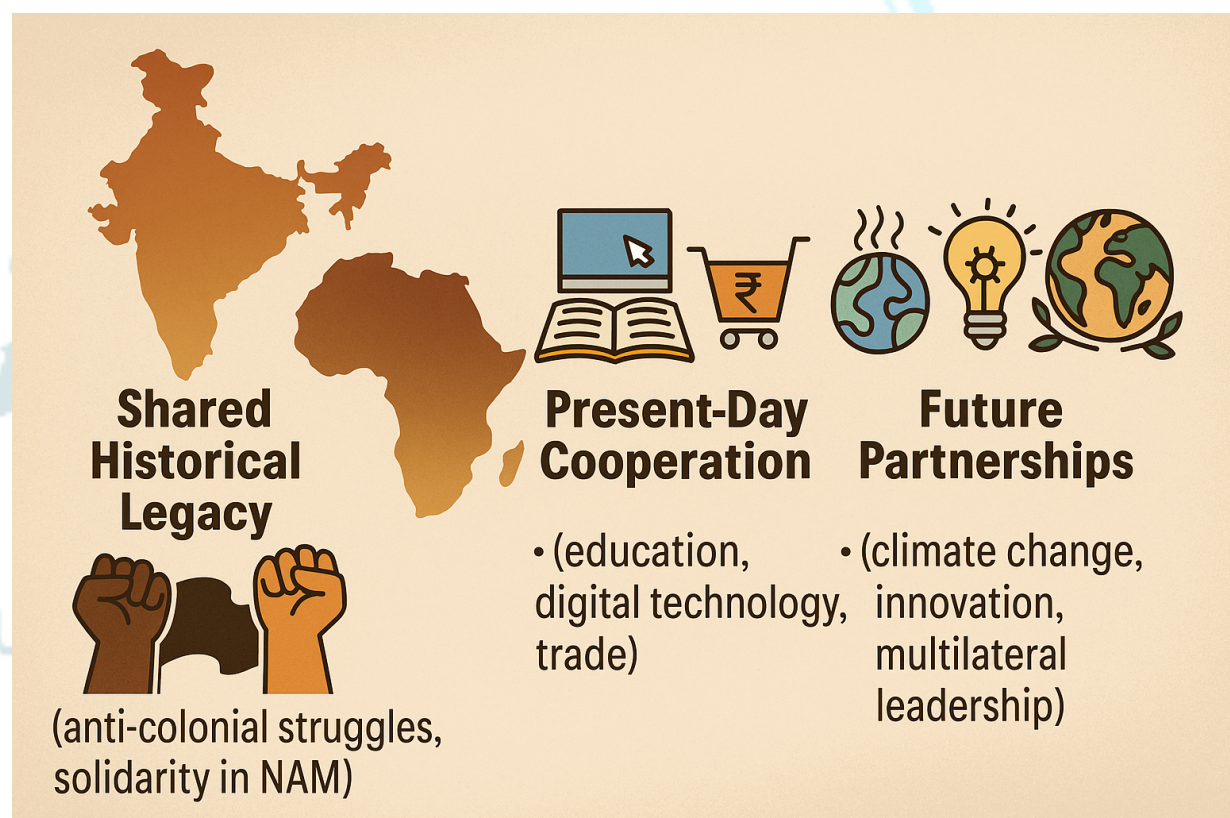 Shared
Historical
Legacy
(anti-colonial struggles,
solidarity in NAM)
₹
Present-Day
Cooperation
• (education,
digital technology,
trade)
Future
Partnerships
• (climate change,
innovation,
multilateral
leadership)